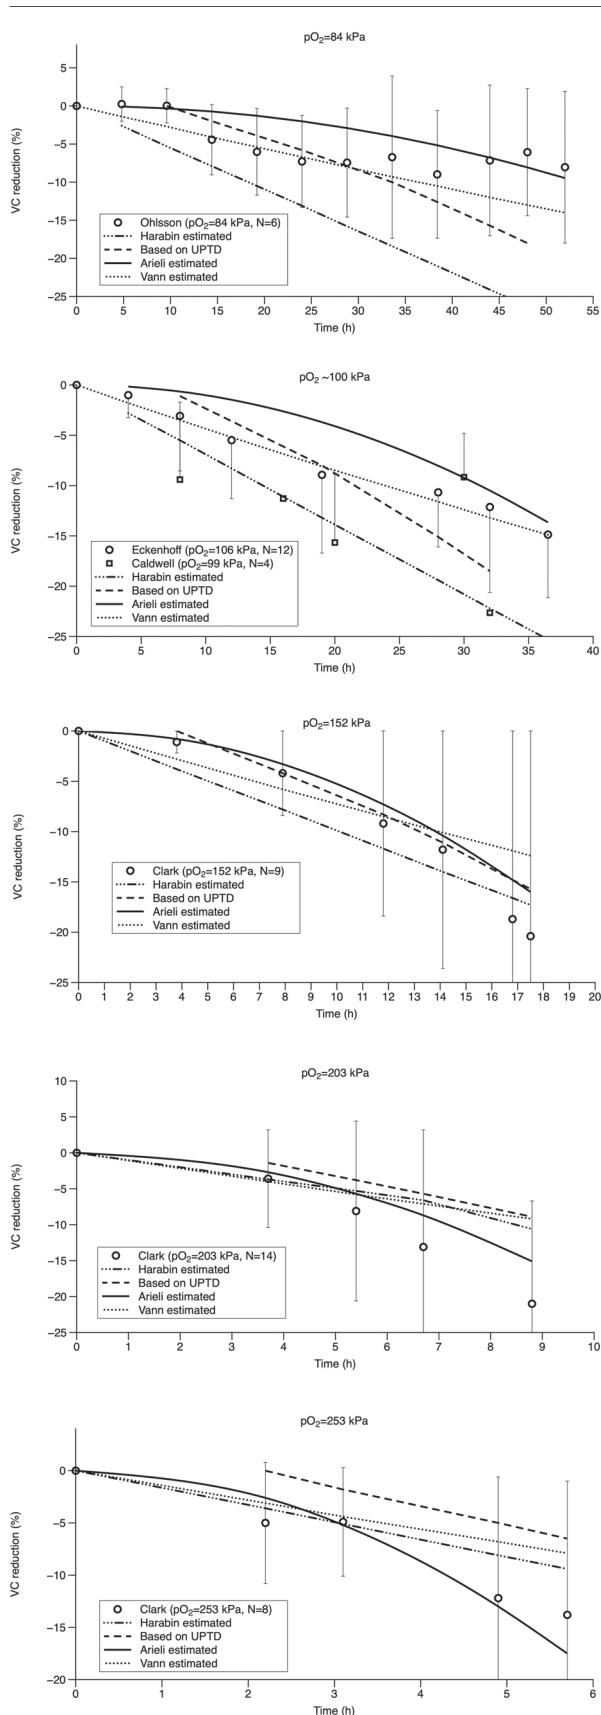 pO₂=84 kPa
5
0
−5
−10
−15
−20
−25
VC reduction (%)
Ohlsson (pO₂=84 kPa, N=6)
Harabin estimated
Based on UPTD
Arieli estimated
Vann estimated
0 5 10 15 20 25 30 35 40 45 50 55
Time (h)
pO₂ ~100 kPa
0
−5
−10
−15
−20
−25
VC reduction (%)
Eckenhoff (pO₂=106 kPa, N=12)
Caldwell (pO₂=99 kPa, N=4)
Harabin estimated
Based on UPTD
Arieli estimated
Vann estimated
0 5 10 15 20 25 30 35 40
Time (h)
pO₂=152 kPa
0
−5
−10
−15
−20
−25
VC reduction (%)
Clark (pO₂=152 kPa, N=9)
Harabin estimated
Based on UPTD
Arieli estimated
Vann estimated
0 1 2 3 4 5 6 7 8 9 10 11 12 13 14 15 16 17 18 19 20
Time (h)
pO₂=203 kPa
10
5
0
−5
−10
−15
−20
−25
VC reduction (%)
Clark (pO₂=203 kPa, N=14)
Harabin estimated
Based on UPTD
Arieli estimated
Vann estimated
0 1 2 3 4 5 6 7 8 9 10
Time (h)
pO₂=253 kPa
0
−5
−10
−15
−20
VC reduction (%)
Clark (pO₂=253 kPa, N=8)
Harabin estimated
Based on UPTD
Arieli estimated
Vann estimated
0 1 2 3 4 5 6
Time (h)